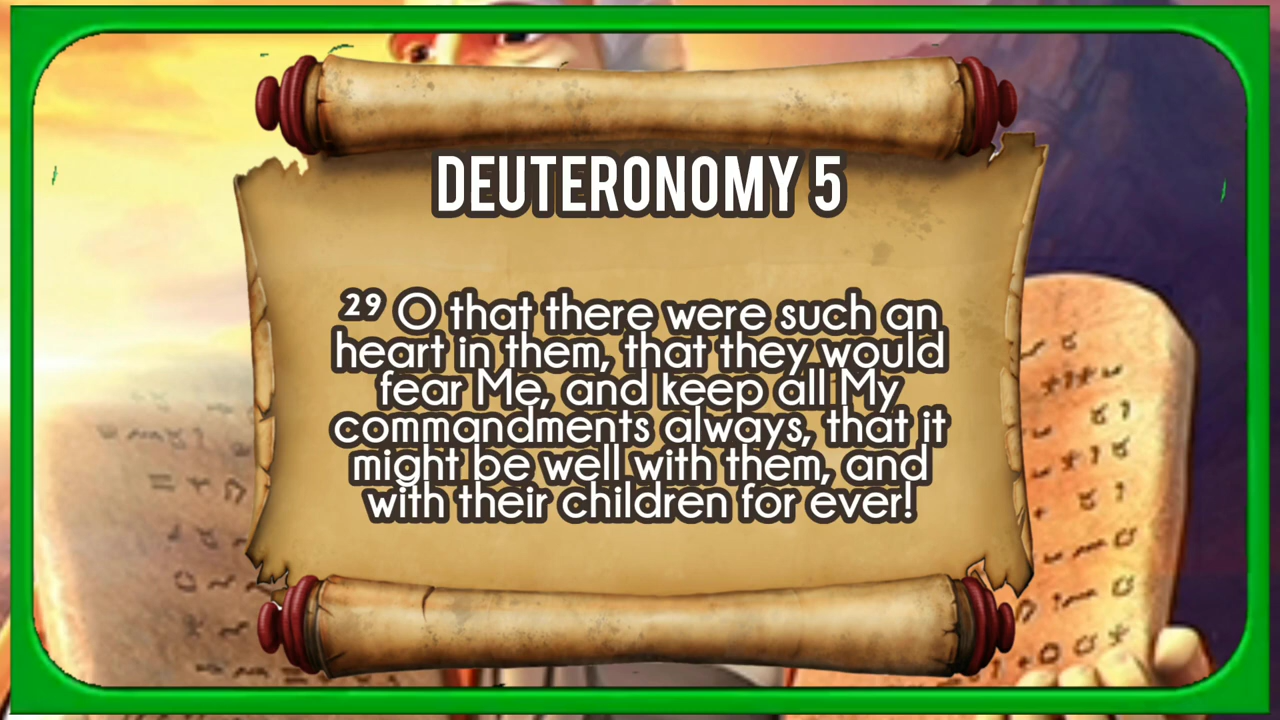 DEUTERONOMY 5
²⁹ O that there were such an
heart in them, that they would
fear Me, and keep all My
commandments always, that it
might be well with them, and
with their children for ever!